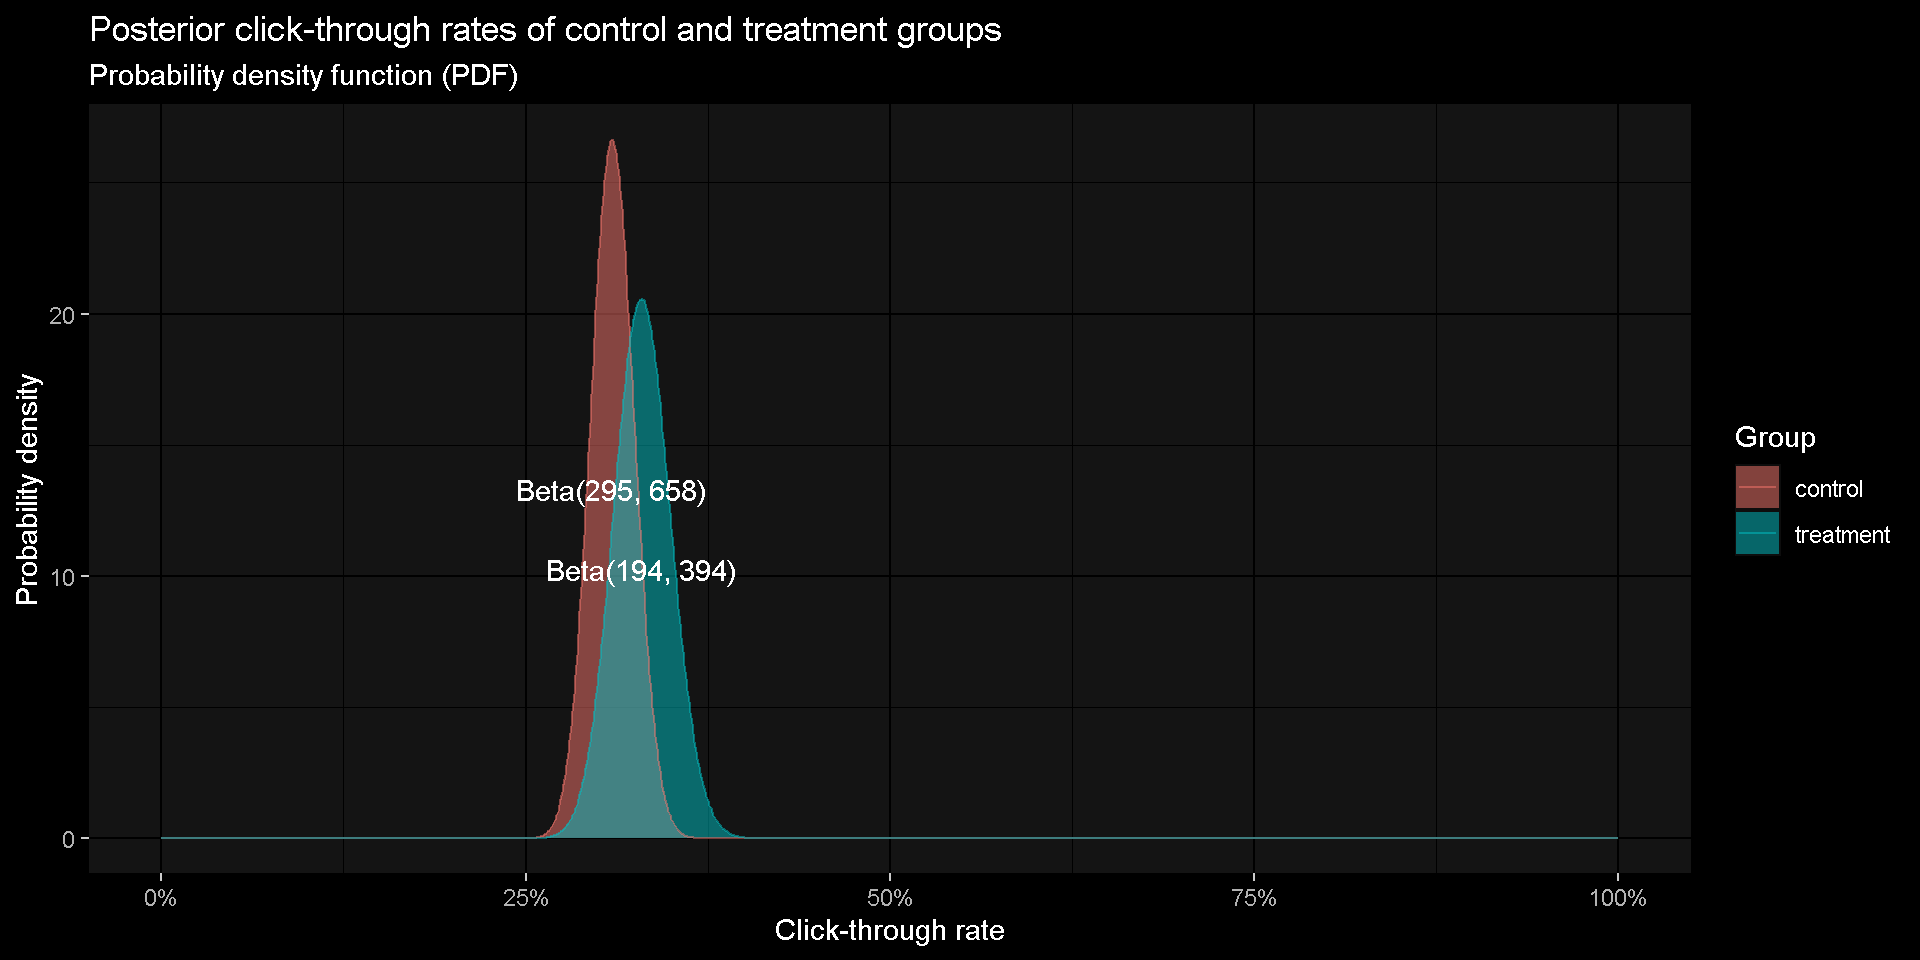 Posterior click-through rates of control and treatment groups
Probability density function (PDF)
Probability density
20
10
0
Beta(295, 658)
Beta(194, 394)
0%
25%
50%
75%
100%
Click-through rate
Group
control
treatment